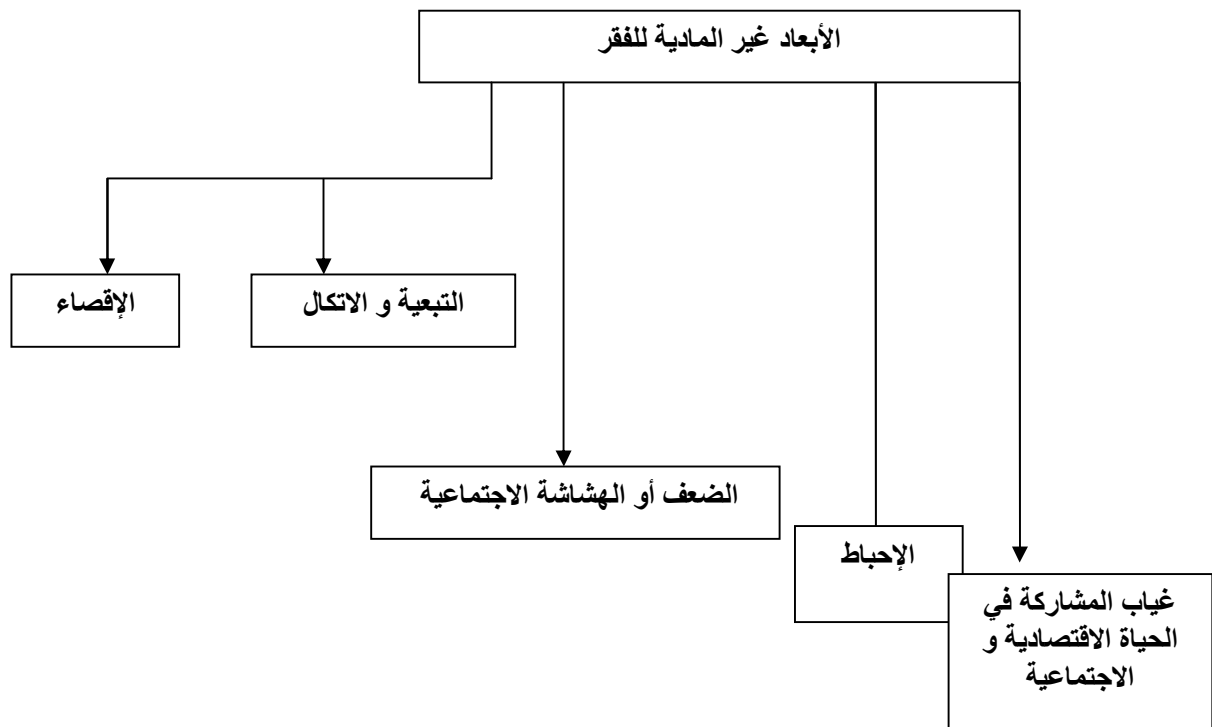 الأبعاد غير المادية للفقر
الإقصاء
التبعية و الاتكال
الضعف أو الهشاشة الاجتماعية
الإحباط
غياب المشاركة في
الحياة الاقتصادية و
الاجتماعية